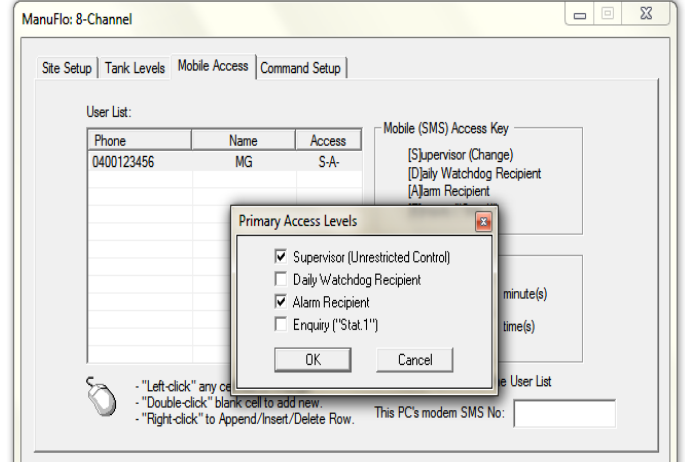 ManuFlo: 8-Channel
Site Setup Tank Levels Mobile Access Command Setup
User List:
Phone Name Access
0400123456 MG S-A-
Mobile (SMS) Access Key
[S]upervisor (Change)
[D]aily Watchdog Recipient
[A]larm Recipient
Primary Access Levels
Supervisor (Unrestricted Control)
Daily Watchdog Recipient
Alarm Recipient
Enquiry ("Stat.1")
OK Cancel
minute(s)
time(s)
- "Left-click" any
- "Double-click" blank cell to add new.
- "Right-click" to Append/Insert/Delete Row.
User List
This PC's modem SMS No: